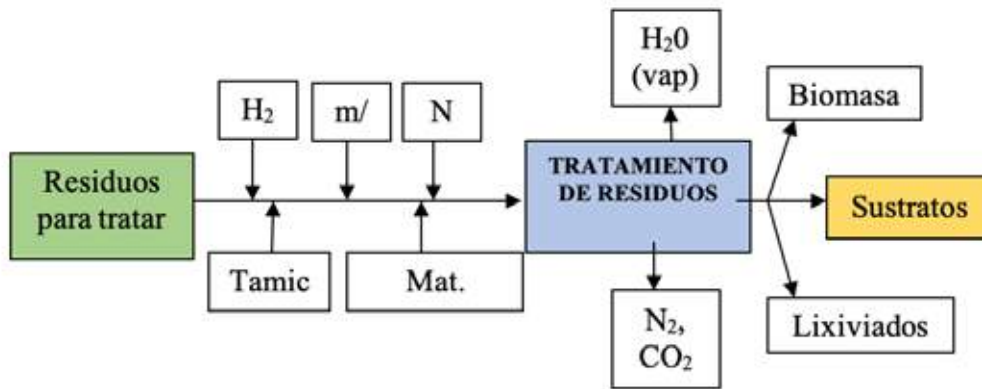 H₂0
(vap)
Biomasa
H₂
m/
N
Residuos
para tratar
TRATAMIENTO
DE RESIDUOS
Sustratos
Tamic
Mat.
N₂,
CO₂
Lixiviados